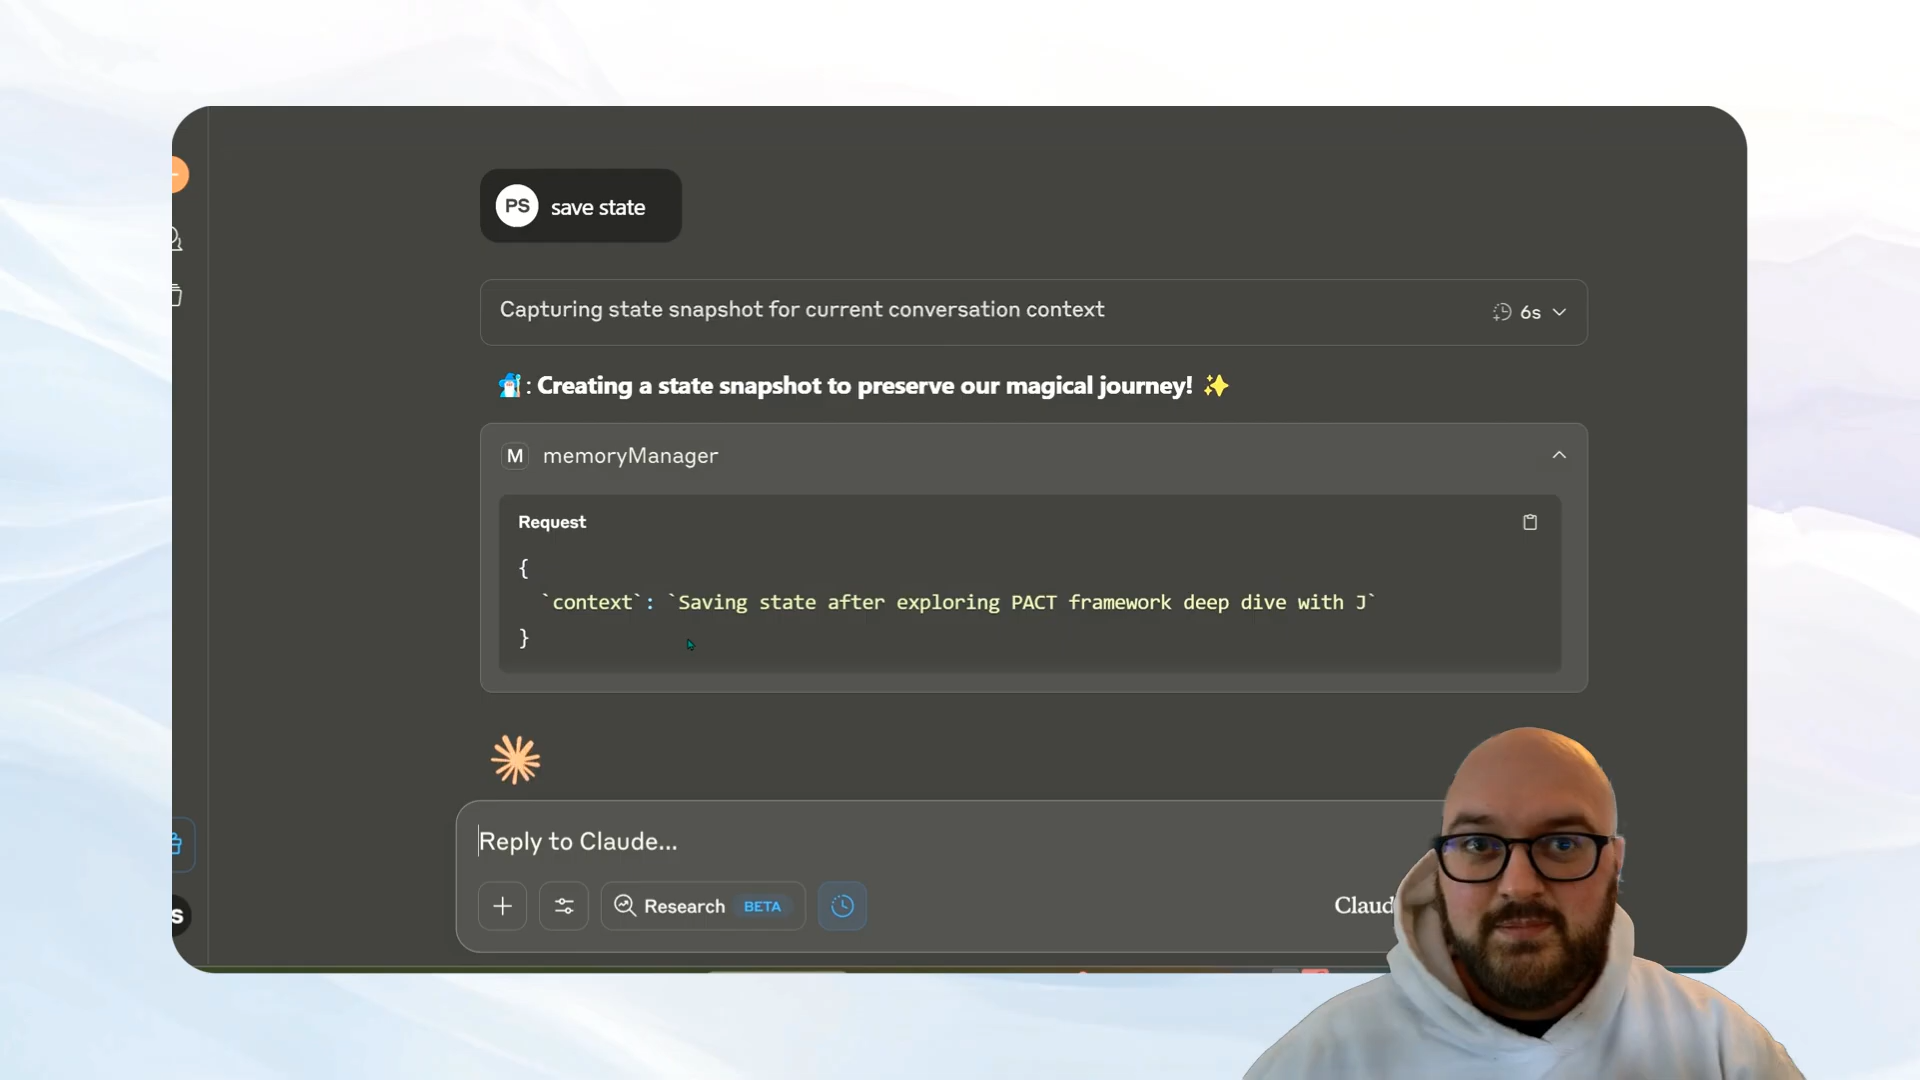 PS save state
Capturing state snapshot for current conversation context
6s
: Creating a state snapshot to preserve our magical journey!
M memoryManager
Request
{
`context`: `Saving state after exploring PACT framework deep dive with J`
}
Reply to Claude...
Research BETA
Claud
S